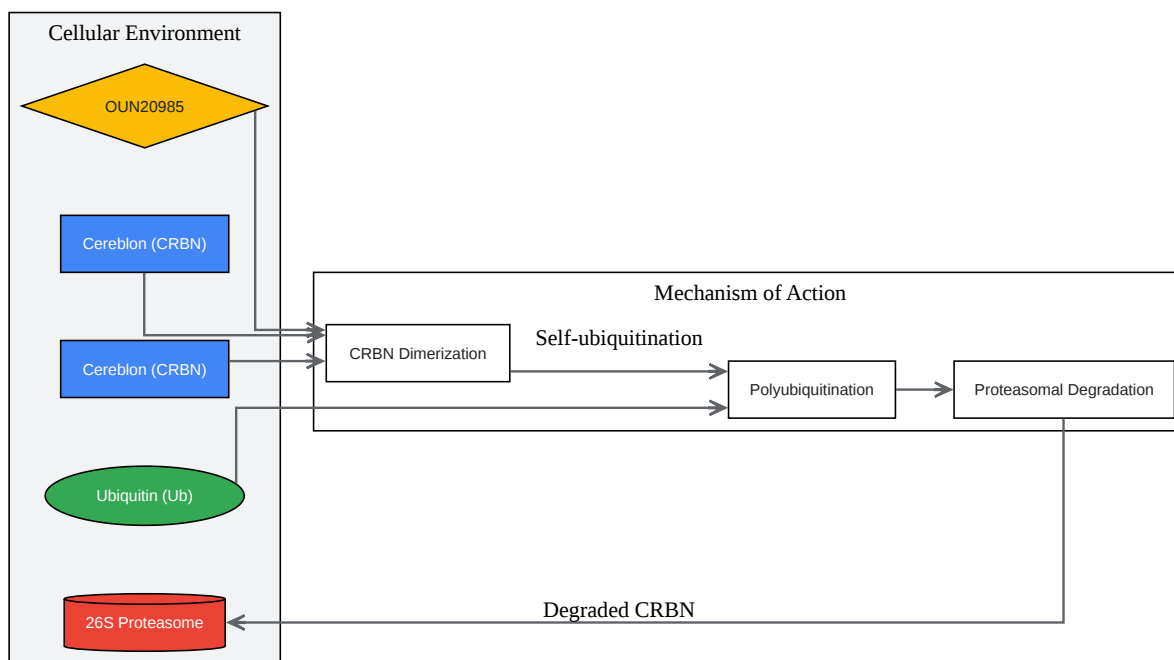 Cellular Environment
OUN20985
Cereblon (CRBN)
Cereblon (CRBN)
Ubiquitin (Ub)
26S Proteasome
Mechanism of Action
CRBN Dimerization
Self-ubiquitination
Polyubiquitination
Proteasomal Degradation
Degraded CRBN